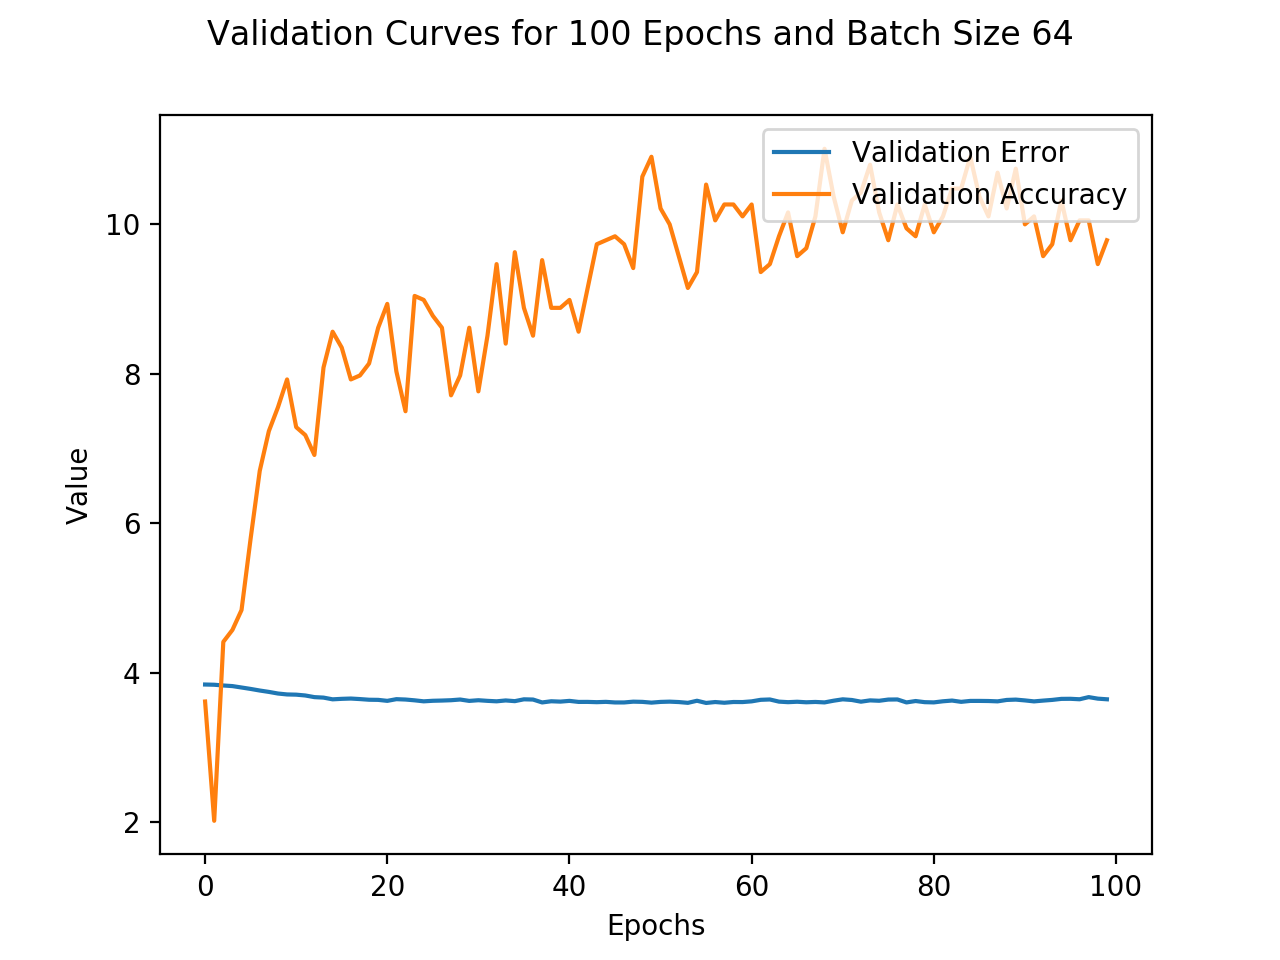 Validation Curves for 100 Epochs and Batch Size 64
Validation Error
Validation Accuracy
10
8
6
4
2
Value
0 20 40 60 80 100
Epochs